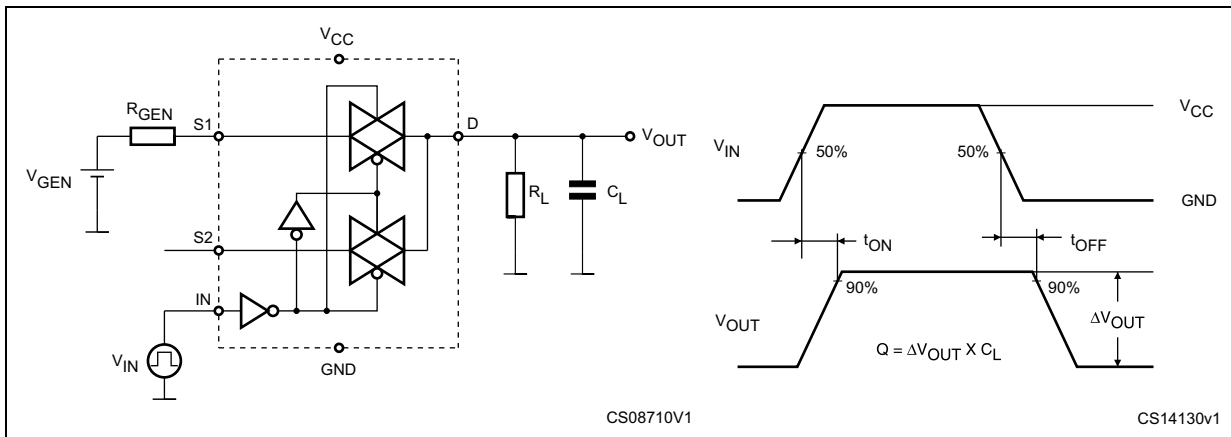 VCC
RGEN
S1
D
VOUT
VGEN
RL
CL
S2
IN
VIN
GND
CS08710V1
VCC
VIN
50%
50%
GND
tON
tOFF
90%
90%
VOUT
ΔVOUT
Q = ΔVOUT X CL
CS14130v1